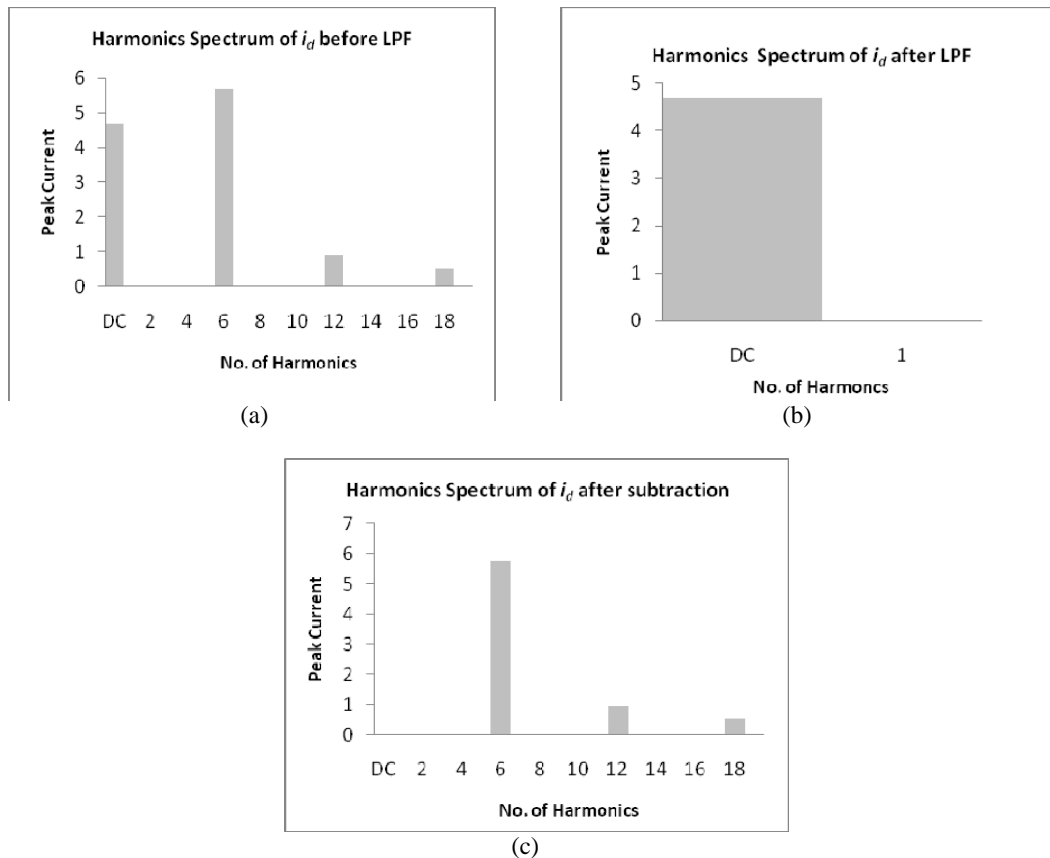 Harmonics Spectrum of i_d before LPF
Peak Current
6
5
4
3
2
1
0
DC 2 4 6 8 10 12 14 16 18
No. of Harmonics
(a)
Harmonics Spectrum of i_d after LPF
Peak Current
5
4
3
2
1
0
DC 1
No. of Harmoncs
(b)
Harmonics Spectrum of i_d after subtraction
Peak Current
7
6
5
4
3
2
1
0
DC 2 4 6 8 10 12 14 16 18
No. of Harmonics
(c)